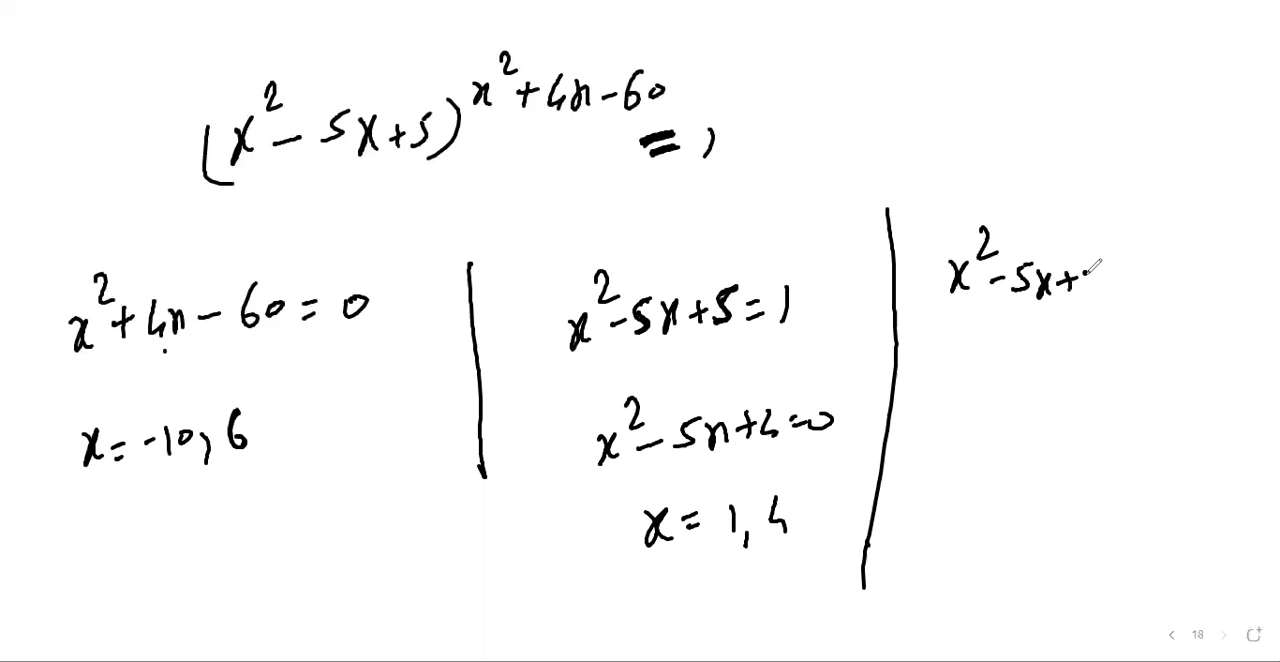 (x² - 5x+5)^(x²+4x-60) = 1
x²+4x-60=0
x=-10,6
x²-5x+5=1
x²-5x+4=0
x=1,4
x²-5x+
18